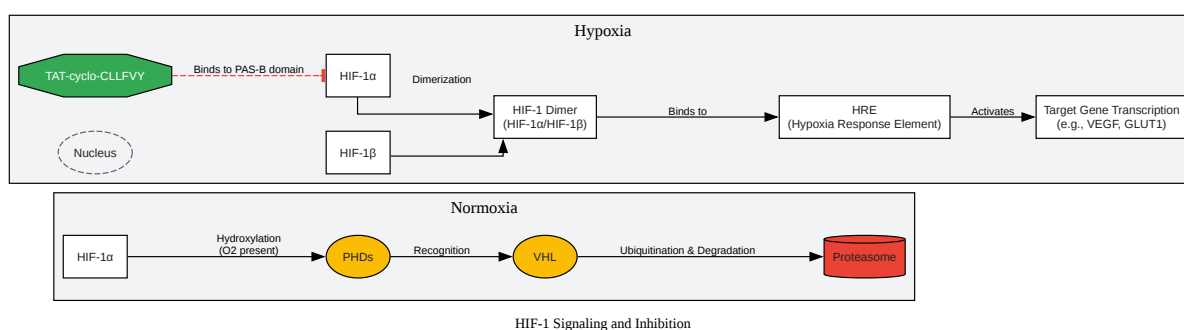 Hypoxia
TAT-cyclo-CLLFVY
Binds to PAS-B domain
HIF-1α
Dimerization
HIF-1 Dimer
(HIF-1α/HIF-1β)
Binds to
HRE
(Hypoxia Response Element)
Activates
Target Gene Transcription
(e.g., VEGF, GLUT1)
Nucleus
HIF-1β
Normoxia
HIF-1α
Hydroxylation
(O2 present)
PHDs
Recognition
VHL
Ubiquitination & Degradation
Proteasome
HIF-1 Signaling and Inhibition